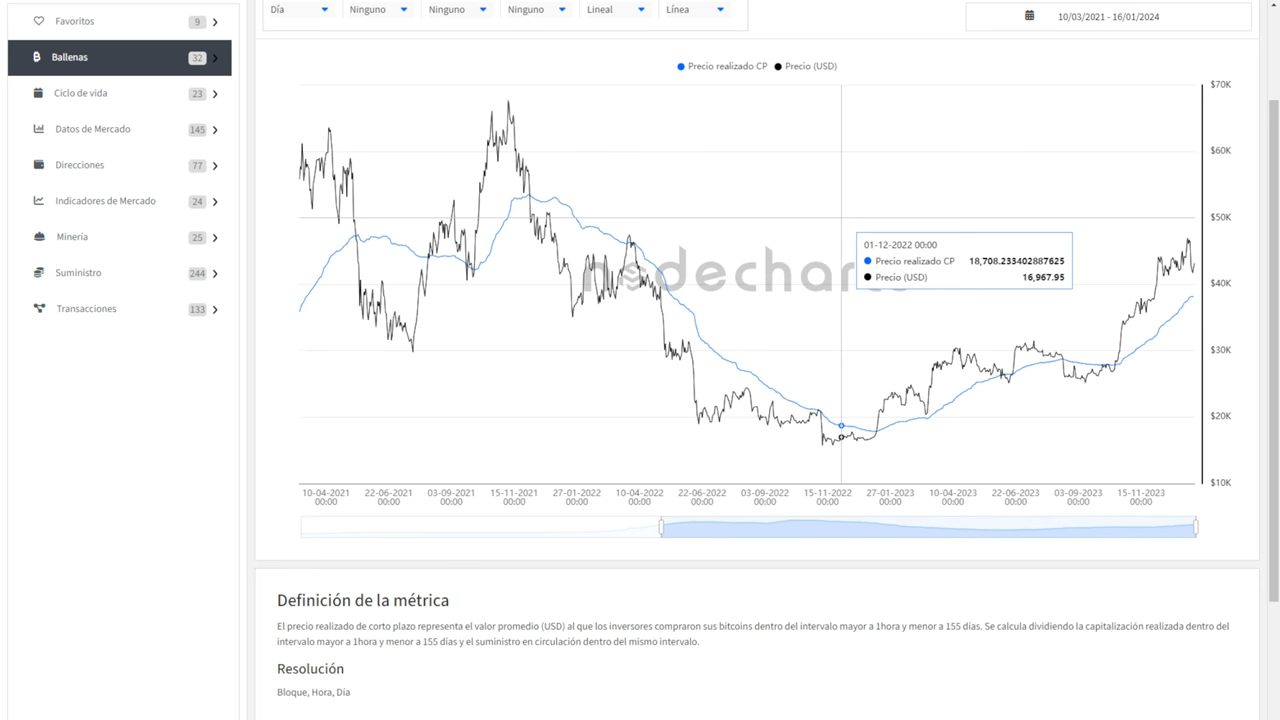 Día Ninguno Ninguno Ninguno Lineal Línea
10/03/2021 - 16/01/2024
Favoritos 9
Ballenas 32
Ciclo de vida 23
Datos de Mercado 145
Direcciones 77
Indicadores de Mercado 24
Minería 25
Suministro 244
Transacciones 133
Precio realizado CP Precio (USD)
$70K
$60K
$50K
$40K
$30K
$20K
$10K
01-12-2022 00:00
Precio realizado CP 18,708.233402887625
Precio (USD) 16,967.95
10-04-2021 22-06-2021 03-09-2021 15-11-2021 27-01-2022 10-04-2022 22-06-2022 03-09-2022 15-11-2022 27-01-2023 10-04-2023 22-06-2023 03-09-2023 15-11-2023
00:00 00:00 00:00 00:00 00:00 00:00 00:00 00:00 00:00 00:00 00:00 00:00 00:00 00:00
Definición de la métrica
El precio realizado de corto plazo representa el valor promedio (USD) al que los inversores compraron sus bitcoins dentro del intervalo mayor a 1hora y menor a 155 días. Se calcula dividiendo la capitalización realizada dentro del
intervalo mayor a 1hora y menor a 155 días y el suministro en circulación dentro del mismo intervalo.
Resolución
Bloque, Hora, Día